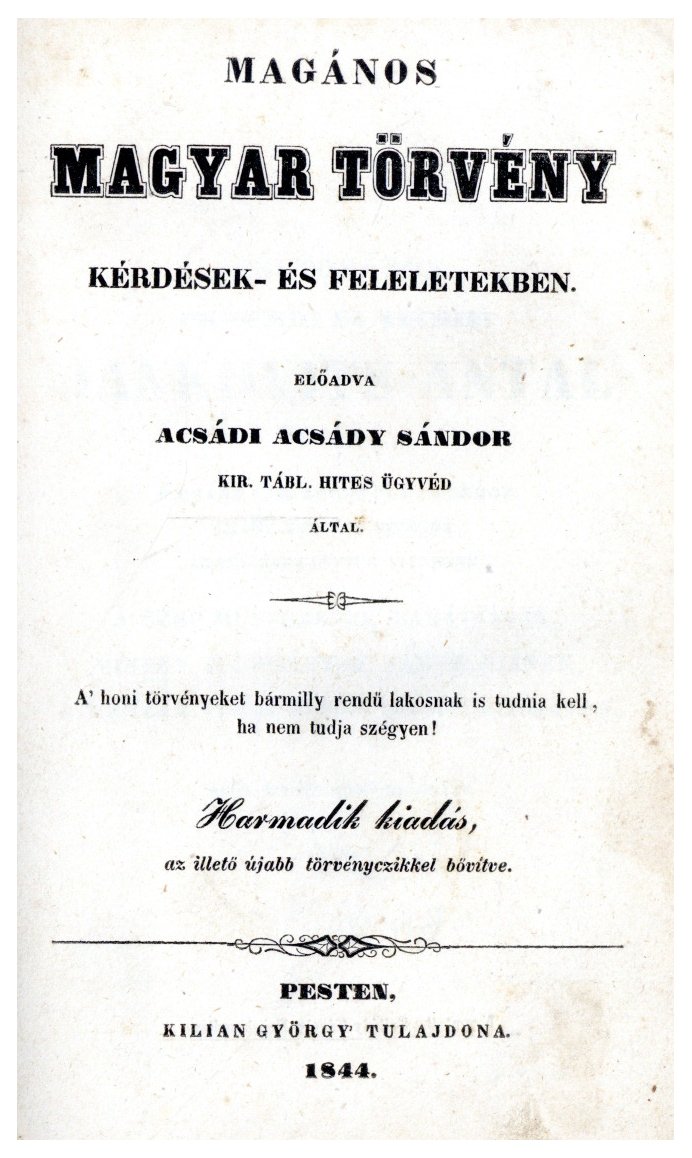 MAGÁNOS
MAGYAR TÖRVÉNY
KÉRDÉSEK- ÉS FELELETEKBEN.
ELŐADVA
ACSÁDI ACSÁDY SÁNDOR
KIR. TÁBL. HITES ÜGYVÉD
ÁLTAL.
A' honi törvényeket bármilly rendű lakosnak is tudnia kell,
ha nem tudja szégyen!
Harmadik kiadás,
az illető újabb törvényczikkel bővítve.
PESTEN,
KILIAN GYÖRGY' TULAJDONA.
1844.